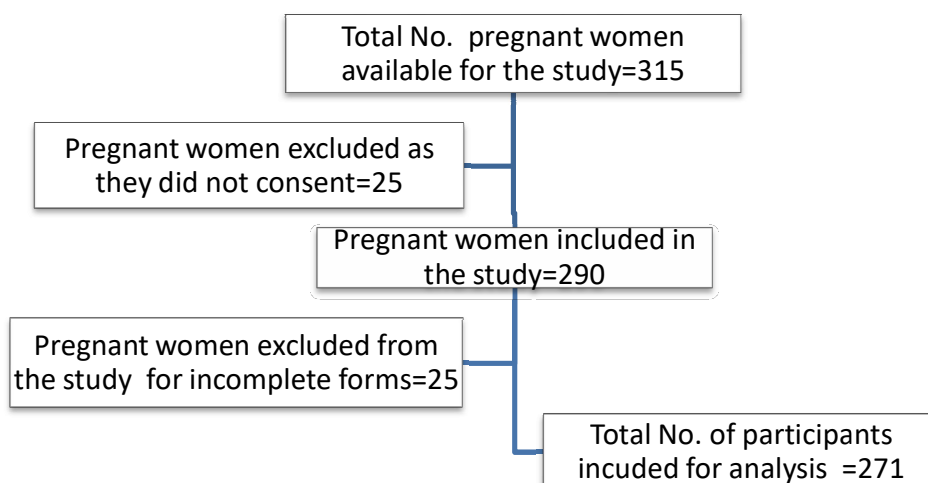 Total No.  pregnant women
available for the study=315
Pregnant women excluded as
they did not consent=25
Pregnant women included in
the study=290
Pregnant women excluded from
the study  for incomplete forms=25
Total No. of participants
incuded for analysis  =271